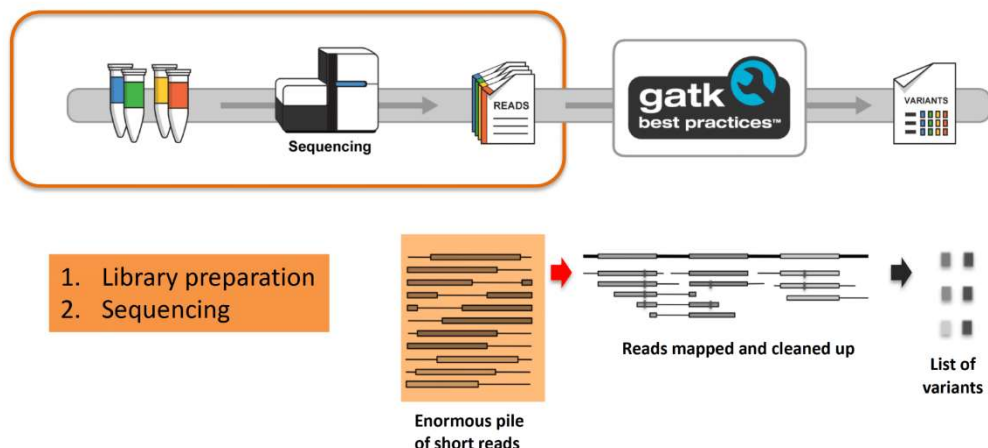 READS
gatk
best practices™
VARIANTS
Sequencing
1. Library preparation
2. Sequencing
Reads mapped and cleaned up
List of
variants
Enormous pile
of short reads